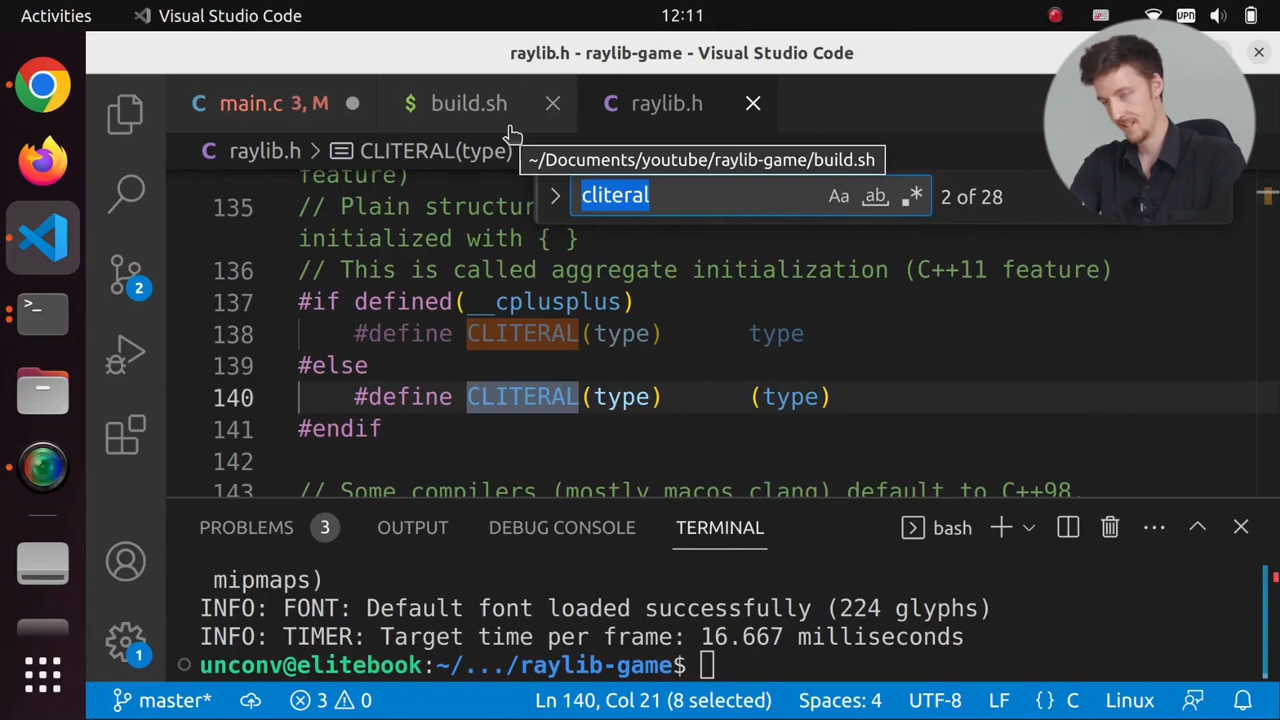 Activities Visual Studio Code 12:11 VPN
raylib.h - raylib-game - Visual Studio Code
C main.c 3, M $ build.sh C raylib.h
C raylib.h > CLITERAL(type)
~/Documents/youtube/raylib-game/build.sh
cliteral Aa ab .* 2 of 28
feature)
135 // Plain structur
initialized with { }
136 // This is called aggregate initialization (C++11 feature)
137 #if defined(__cplusplus)
138 #define CLITERAL(type) type
139 #else
140 #define CLITERAL(type) (type)
141 #endif
142
143 // Some compilers (mostly macos clang) default to C++98,
2
1
PROBLEMS 3 OUTPUT DEBUG CONSOLE TERMINAL bash
mipmaps)
INFO: FONT: Default font loaded successfully (224 glyphs)
INFO: TIMER: Target time per frame: 16.667 milliseconds
unconv@elitebook:~/.../raylib-game$
master* 3 0 Ln 140, Col 21 (8 selected) Spaces: 4 UTF-8 LF {} C Linux